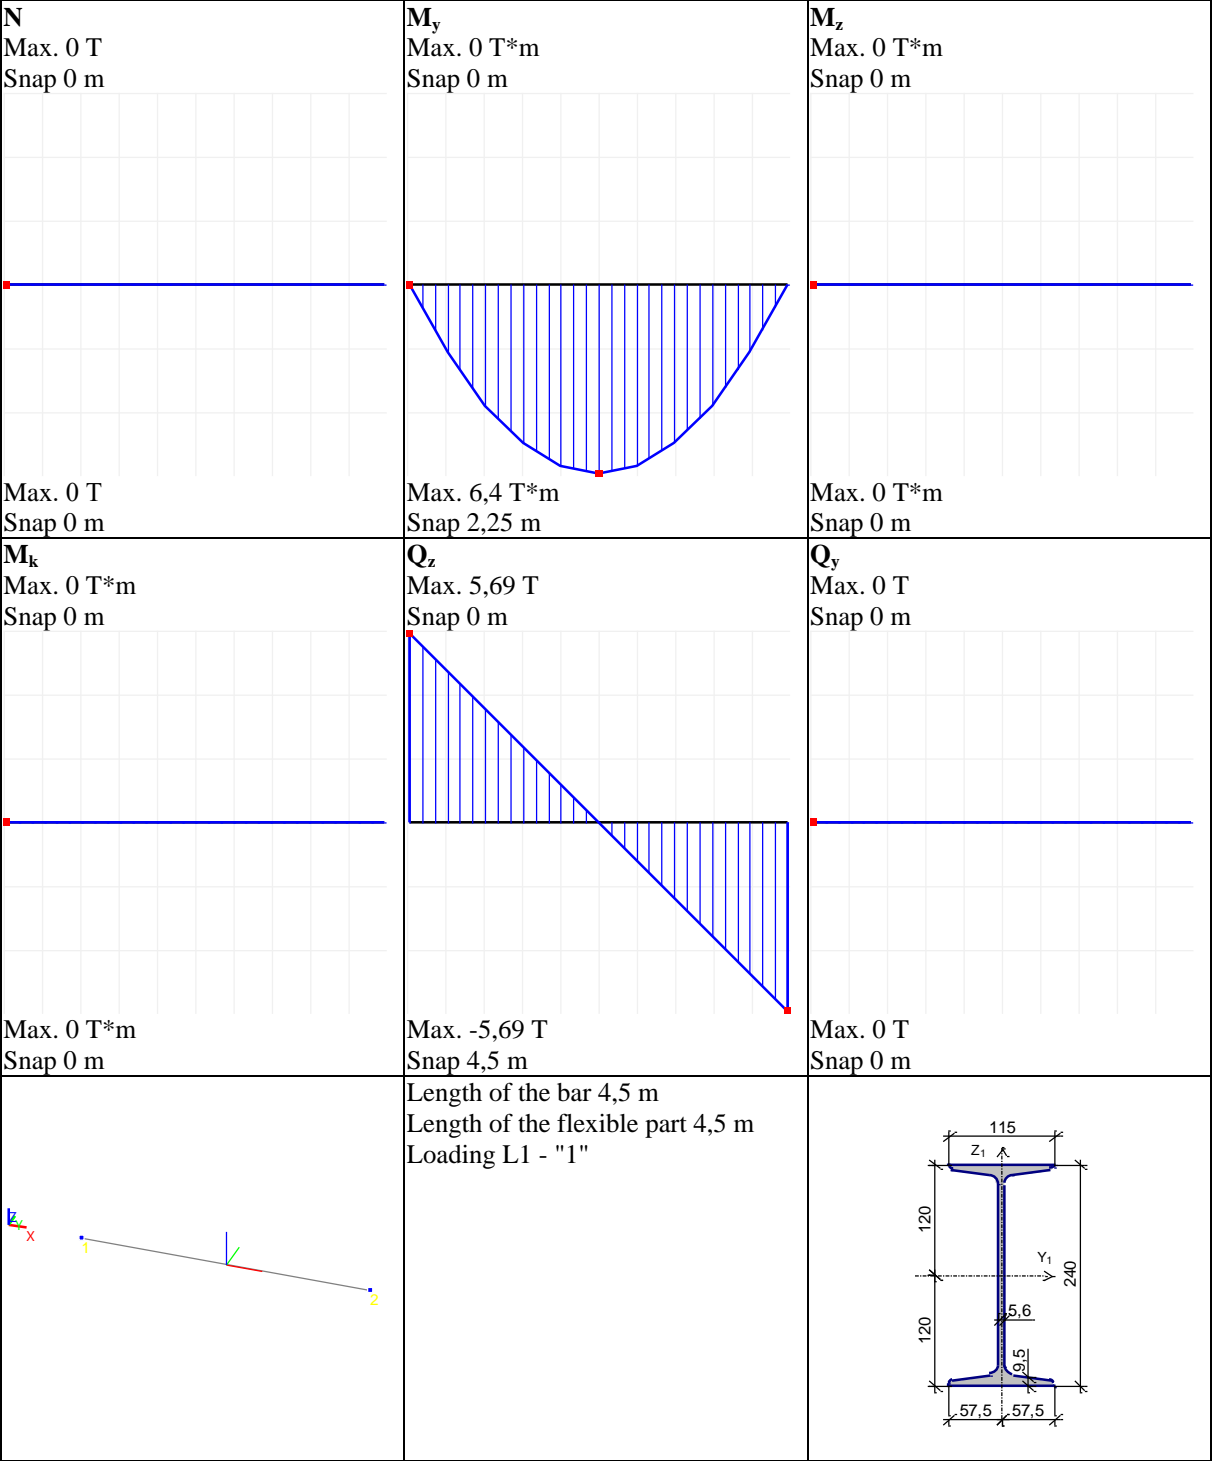 N
Max. 0 T
Snap 0 m
Max. 0 T
Snap 0 m
My
Max. 0 T*m
Snap 0 m
Max. 6,4 T*m
Snap 2,25 m
Mz
Max. 0 T*m
Snap 0 m
Max. 0 T*m
Snap 0 m
Mk
Max. 0 T*m
Snap 0 m
Max. 0 T*m
Snap 0 m
Qz
Max. 5,69 T
Snap 0 m
Max. -5,69 T
Snap 4,5 m
Qy
Max. 0 T
Snap 0 m
Max. 0 T
Snap 0 m
Z
Y
X
1
2
Length of the bar 4,5 m
Length of the flexible part 4,5 m
Loading L1 - "1"
115
Z1
120
Y1
240
120
5,6
9,5
57,5 57,5